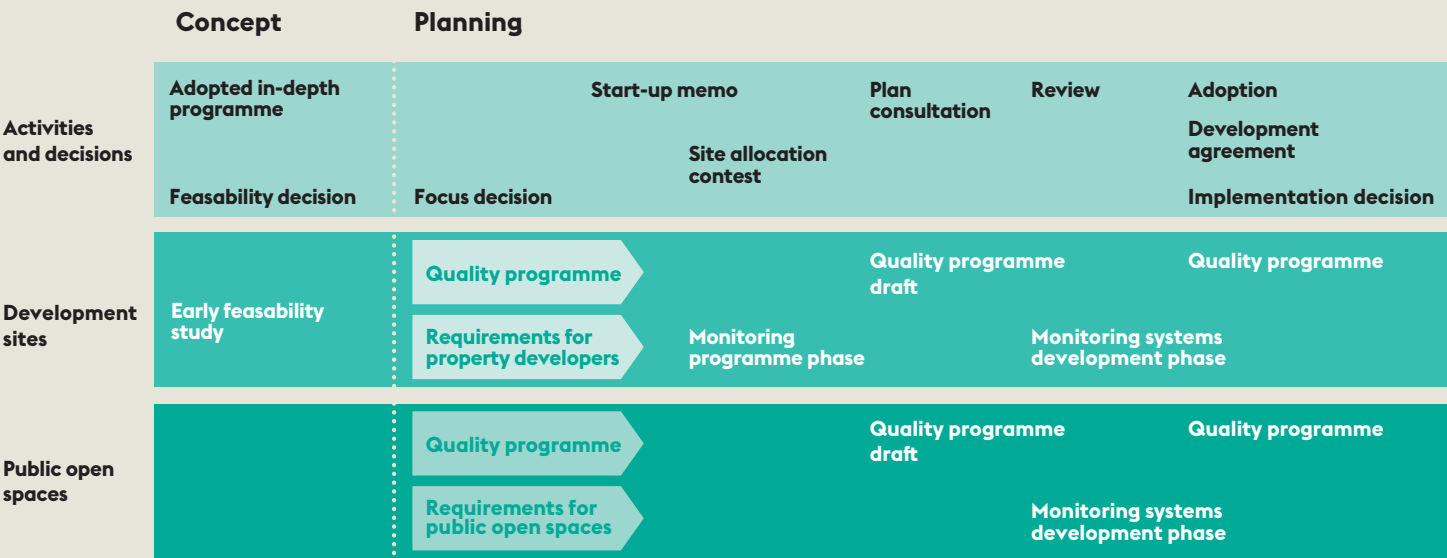 Concept
Planning
Activities
and decisions
Adopted in-depth
programme
Feasability decision
Focus decision
Start-up memo
Site allocation
contest
Plan
consultation
Review
Adoption
Development
agreement
Implementation decision
Development
sites
Early feasability
study
Quality programme
Requirements for
property developers
Monitoring
programme phase
Quality programme
draft
Monitoring systems
development phase
Quality programme
Public open
spaces
Quality programme
Requirements for
public open spaces
Quality programme
draft
Monitoring systems
development phase
Quality programme